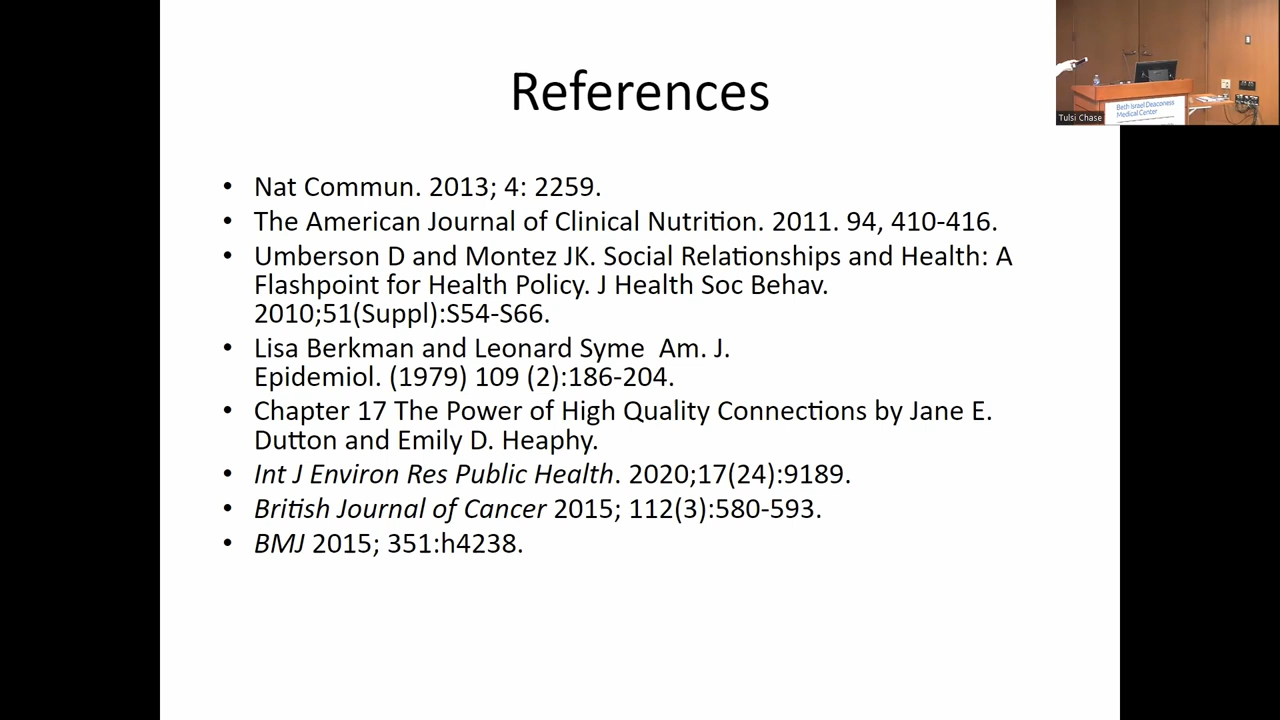 References
• Nat Commun. 2013; 4: 2259.
• The American Journal of Clinical Nutrition. 2011. 94, 410-416.
• Umberson D and Montez JK. Social Relationships and Health: A
Flashpoint for Health Policy. J Health Soc Behav.
2010;51(Suppl):S54-S66.
• Lisa Berkman and Leonard Syme  Am. J.
Epidemiol. (1979) 109 (2):186-204.
• Chapter 17 The Power of High Quality Connections by Jane E.
Dutton and Emily D. Heaphy.
• Int J Environ Res Public Health. 2020;17(24):9189.
• British Journal of Cancer 2015; 112(3):580-593.
• BMJ 2015; 351:h4238.
Beth Israel Deaconess
Medical Center
Tulsi Chase